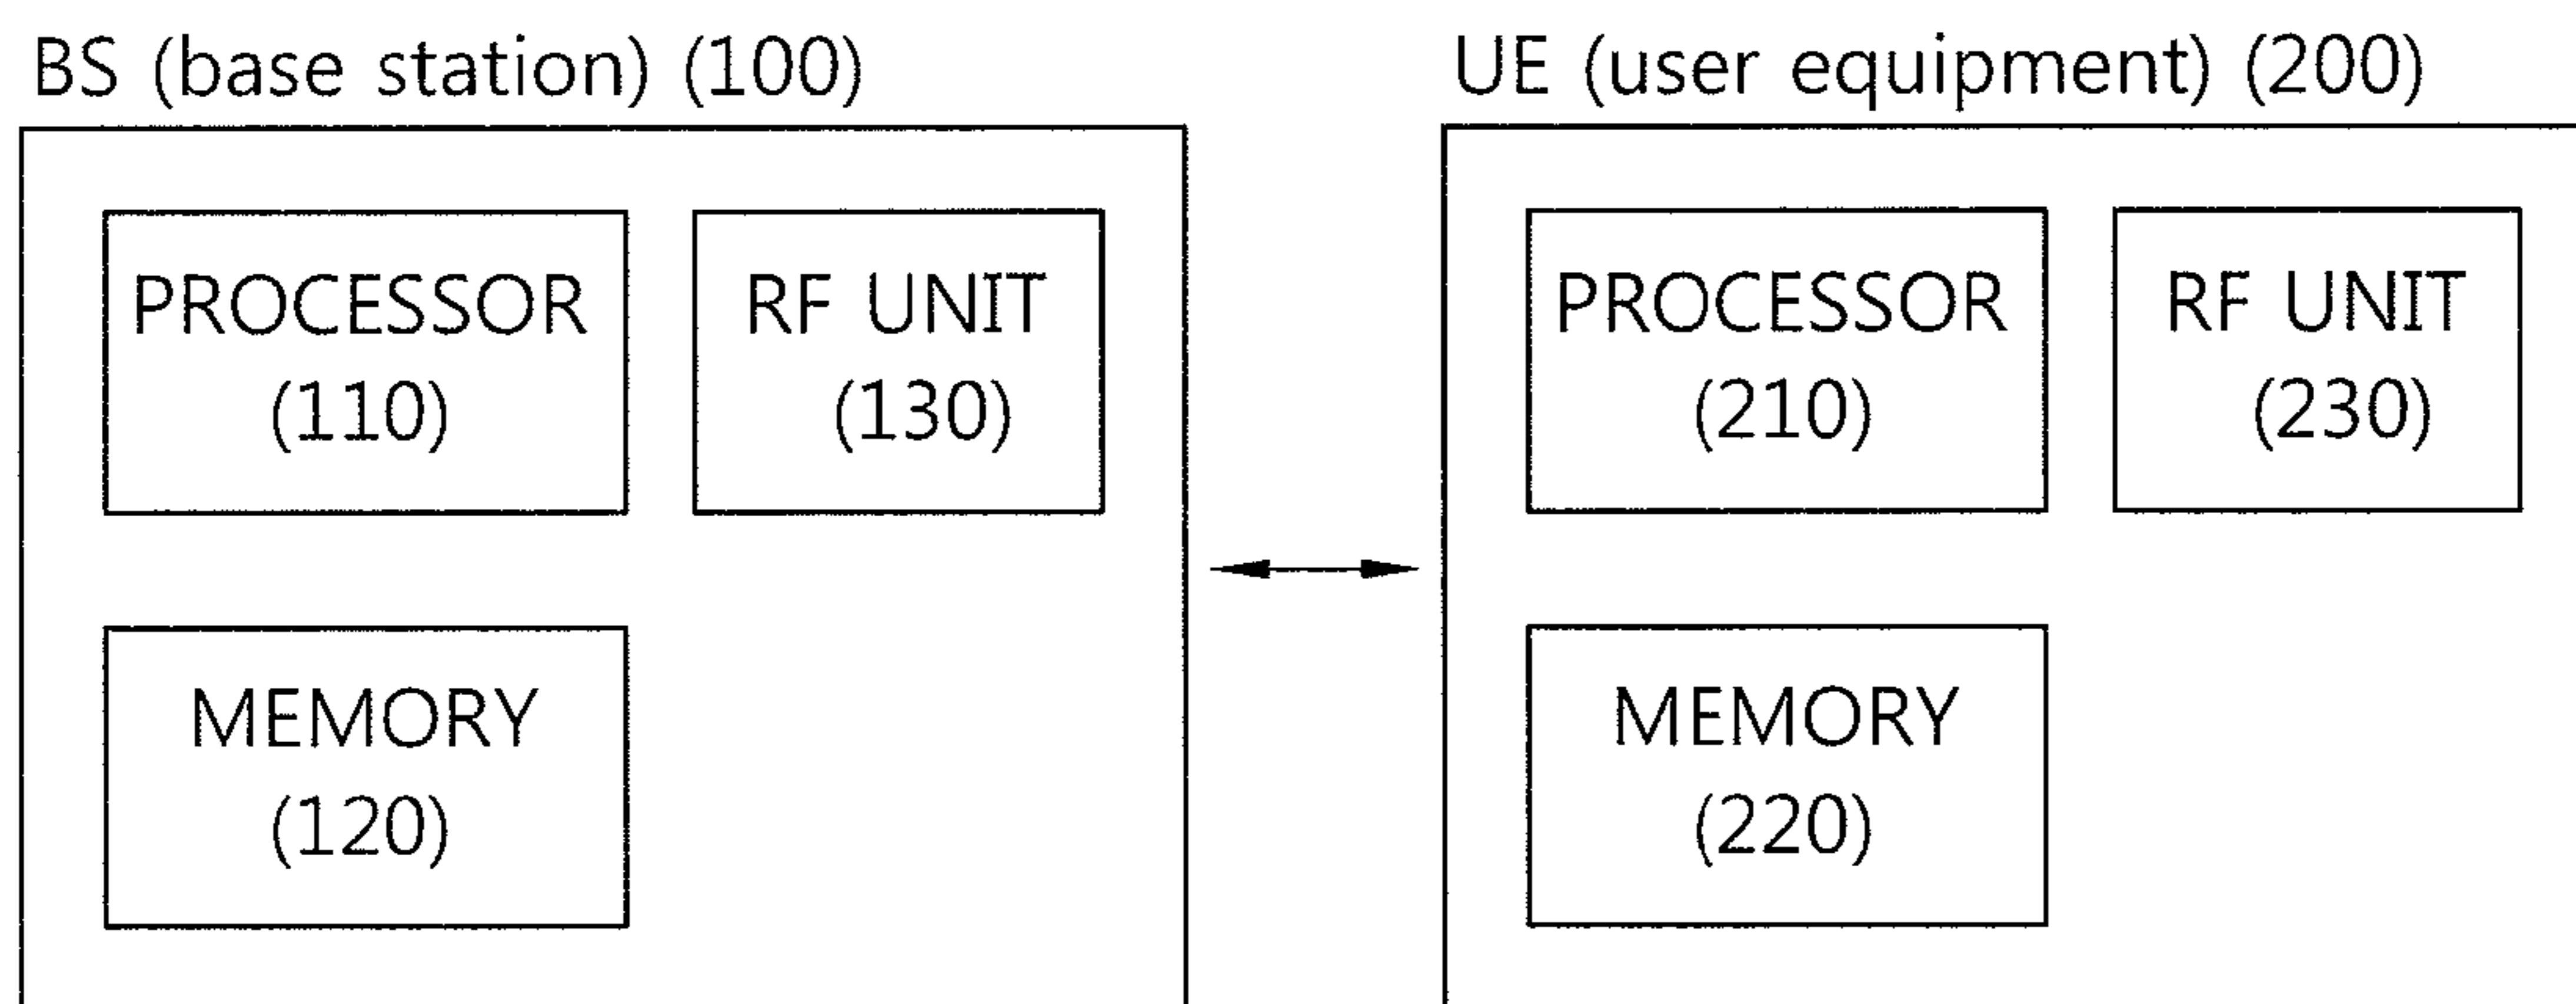 BS (base station) (100)
PROCESSOR
(110)
RF UNIT
(130)
MEMORY
(120)
UE (user equipment) (200)
PROCESSOR
(210)
RF UNIT
(230)
MEMORY
(220)